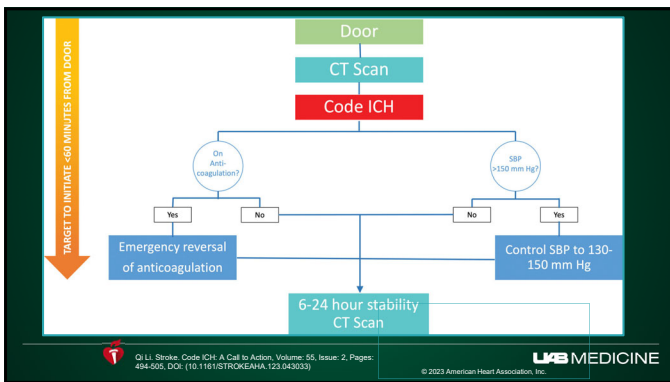 TARGET TO INITIATE <60 MINUTES FROM DOOR
Door
CT Scan
Code ICH
On
Anti-
coagulation?
SBP
>150 mm Hg?
Yes
No
No
Yes
Emergency reversal
of anticoagulation
Control SBP to 130-
150 mm Hg
6-24 hour stability
CT Scan
Qi Li. Stroke. Code ICH: A Call to Action, Volume: 55, Issue: 2, Pages:
494-505, DOI: (10.1161/STROKEAHA.123.043033)
© 2023 American Heart Association, Inc.
UAB MEDICINE